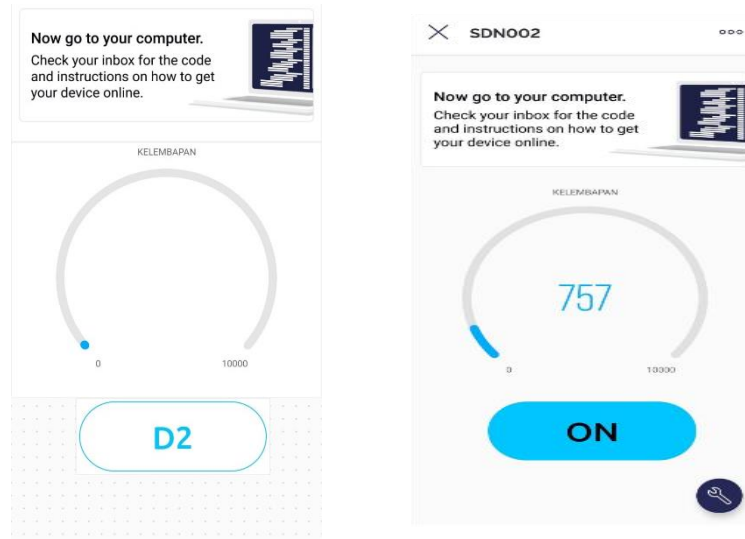 Now go to your computer.
Check your inbox for the code
and instructions on how to get
your device online.
KELEMBAPAN
0
10000
D2
SDN002
Now go to your computer.
Check your inbox for the code
and instructions on how to get
your device online.
KELEMBAPAN
757
0
10000
ON